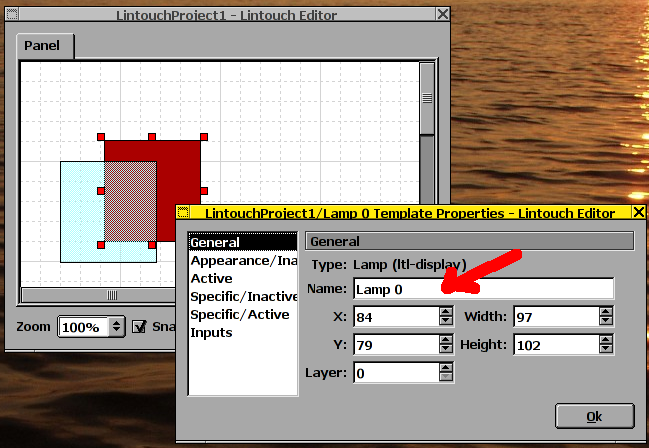 LintouchProject1 - Lintouch Editor
Panel
Zoom 100% Sna
LintouchProject1/Lamp 0 Template Properties - Lintouch Editor
General
Appearance/Ina
Active
Specific/Inactive
Specific/Active
Inputs
General
Type: Lamp (ltl-display)
Name: Lamp 0
X: 84 Width: 97
Y: 79 Height: 102
Layer: 0
Ok